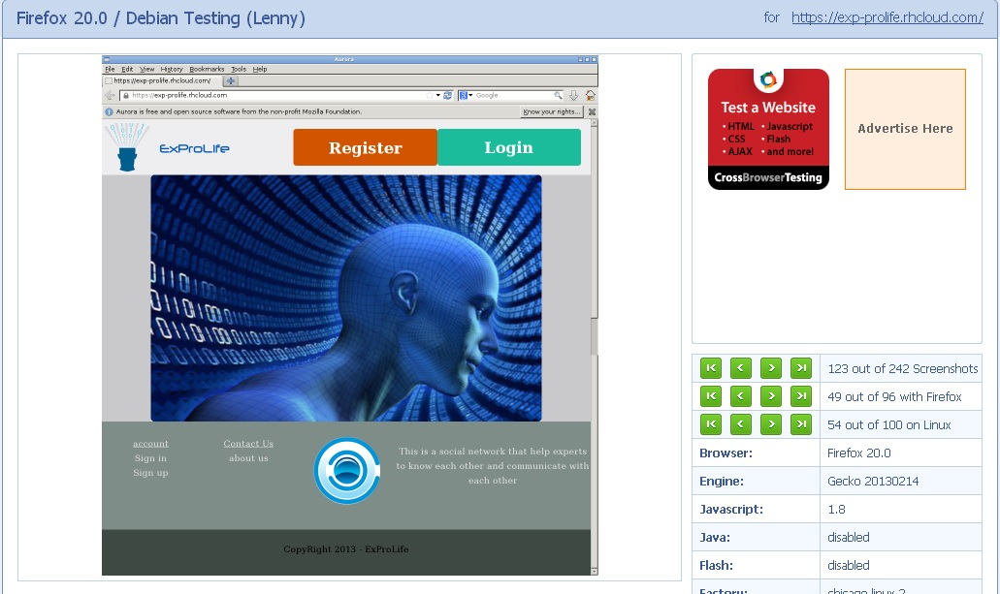 Firefox 20.0 / Debian Testing (Lenny)
for https://exp-prolife.rhcloud.com/
Aurora
File Edit View History Bookmarks Tools Help
https://exp-prolife.rhcloud.com/
https://exp-prolife.rhcloud.com
Google
Aurora is free and open source software from the non-profit Mozilla Foundation.
Know your rights...
ExProLife
Register
Login
account
Sign in
Sign up
Contact Us
about us
This is a social network that help experts
to know each other and communicate with
each other
CopyRight 2013 - ExProLife
Test a Website
• HTML • Javascript
• CSS • Flash
• AJAX • and more!
CrossBrowserTesting
Advertise Here
123 out of 242 Screenshots
49 out of 96 with Firefox
54 out of 100 on Linux
Browser: Firefox 20.0
Engine: Gecko 20130214
Javascript: 1.8
Java: disabled
Flash: disabled
Factory: chicago linux 2